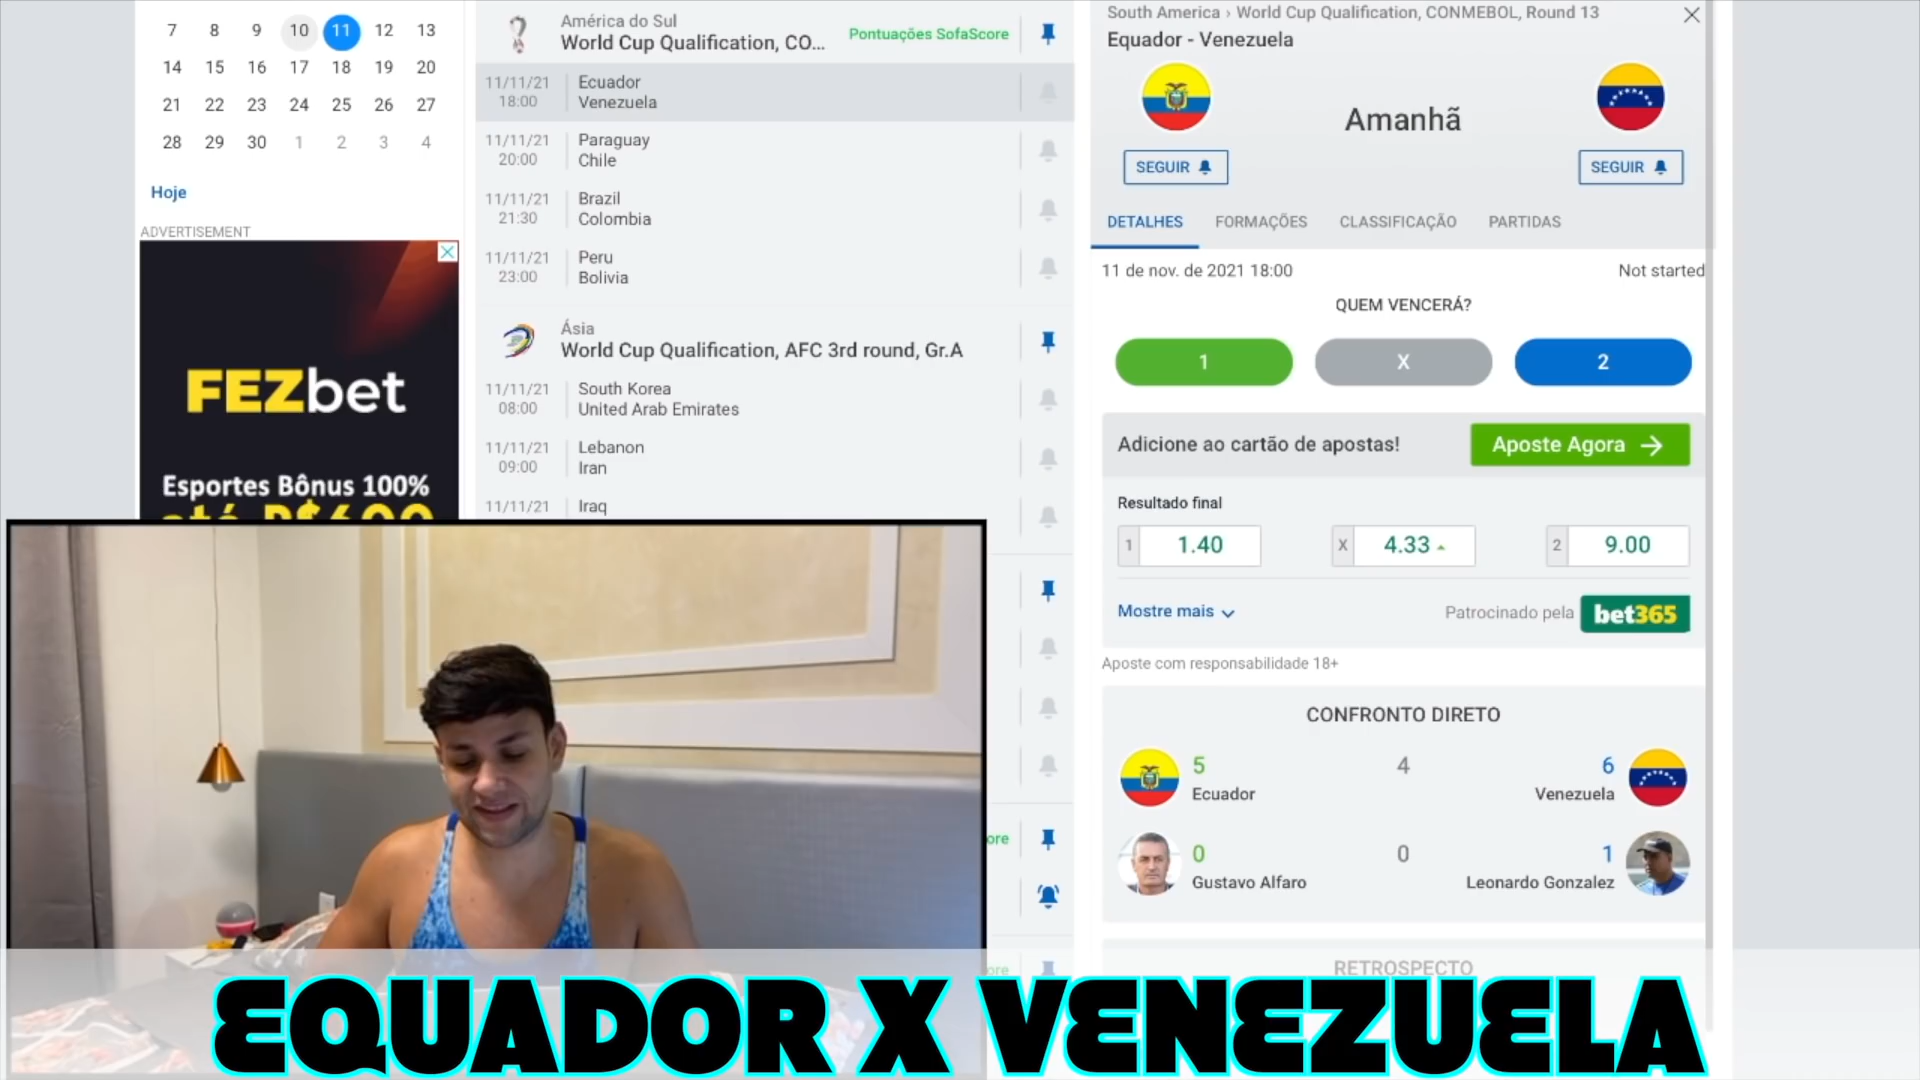 7 8 9 10 11 12 13
14 15 16 17 18 19 20
21 22 23 24 25 26 27
28 29 30 1 2 3 4
Hoje
ADVERTISEMENT
FEZbet
Esportes Bônus 100%
até R$600
América do Sul
World Cup Qualification, CO...
Pontuações SofaScore
11/11/21
18:00
Ecuador
Venezuela
11/11/21
20:00
Paraguay
Chile
11/11/21
21:30
Brazil
Colombia
11/11/21
23:00
Peru
Bolivia
Ásia
World Cup Qualification, AFC 3rd round, Gr.A
11/11/21
08:00
South Korea
United Arab Emirates
11/11/21
09:00
Lebanon
Iran
11/11/21
Iraq
ore
ore
South America › World Cup Qualification, CONMEBOL, Round 13
Equador - Venezuela
Amanhã
SEGUIR
SEGUIR
DETALHES FORMAÇÕES CLASSIFICAÇÃO PARTIDAS
11 de nov. de 2021 18:00
Not started
QUEM VENCERÁ?
1 X 2
Adicione ao cartão de apostas!
Aposte Agora
Resultado final
1 1.40 X 4.33 2 9.00
Mostre mais
Patrocinado pela bet365
Aposte com responsabilidade 18+
CONFRONTO DIRETO
5 4 6
Ecuador Venezuela
0 0 1
Gustavo Alfaro Leonardo Gonzalez
RETROSPECTO
EQUADOR X VENEZUELA